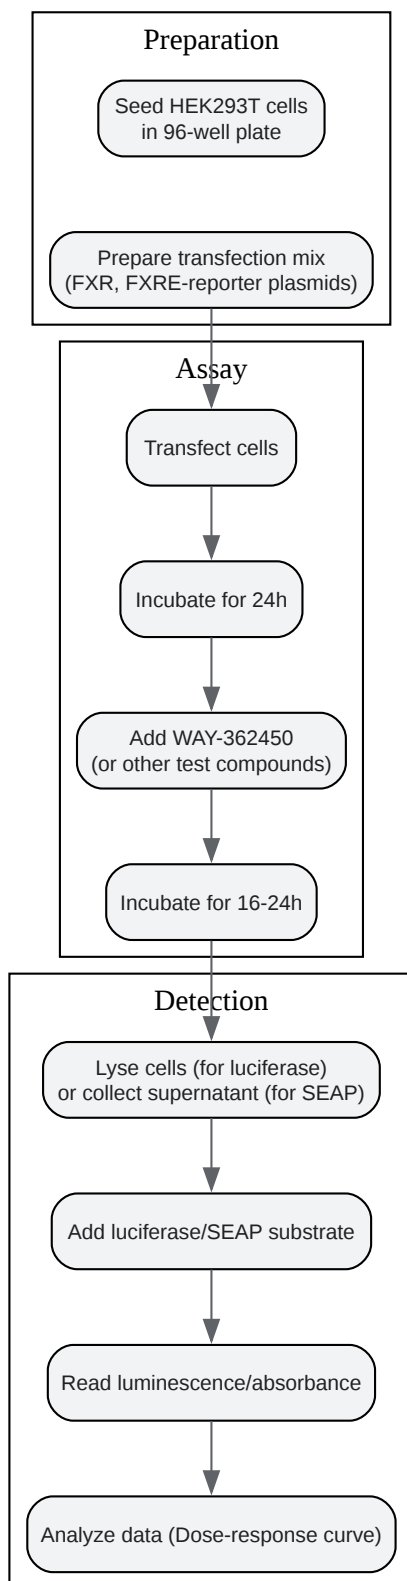 Preparation
Seed HEK293T cells
in 96-well plate
Prepare transfection mix
(FXR, FXRE-reporter plasmids)
Assay
Transfect cells
Incubate for 24h
Add WAY-362450
(or other test compounds)
Incubate for 16-24h
Detection
Lyse cells (for luciferase)
or collect supernatant (for SEAP)
Add luciferase/SEAP substrate
Read luminescence/absorbance
Analyze data (Dose-response curve)